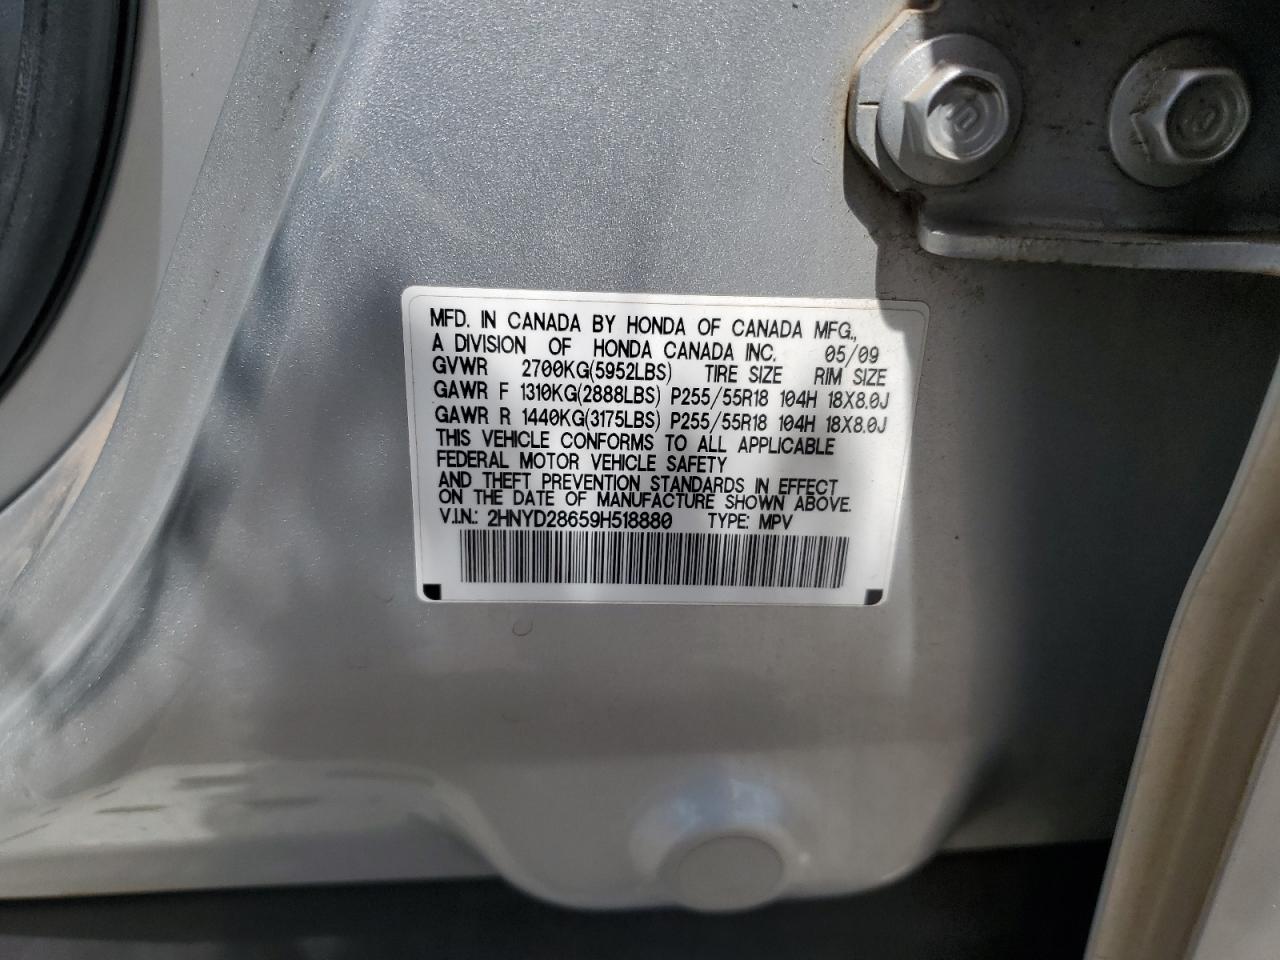 MFD. IN CANADA BY HONDA OF CANADA MFG.,
A DIVISION OF HONDA CANADA INC. 05/09
GVWR 2700KG(5952LBS) TIRE SIZE RIM SIZE
GAWR F 1310KG(2888LBS) P255/55R18 104H 18X8.0J
GAWR R 1440KG(3175LBS) P255/55R18 104H 18X8.0J
THIS VEHICLE CONFORMS TO ALL APPLICABLE
FEDERAL MOTOR VEHICLE SAFETY
AND THEFT PREVENTION STANDARDS IN EFFECT
ON THE DATE OF MANUFACTURE SHOWN ABOVE.
V.I.N.: 2HNYD28659H518880 TYPE: MPV